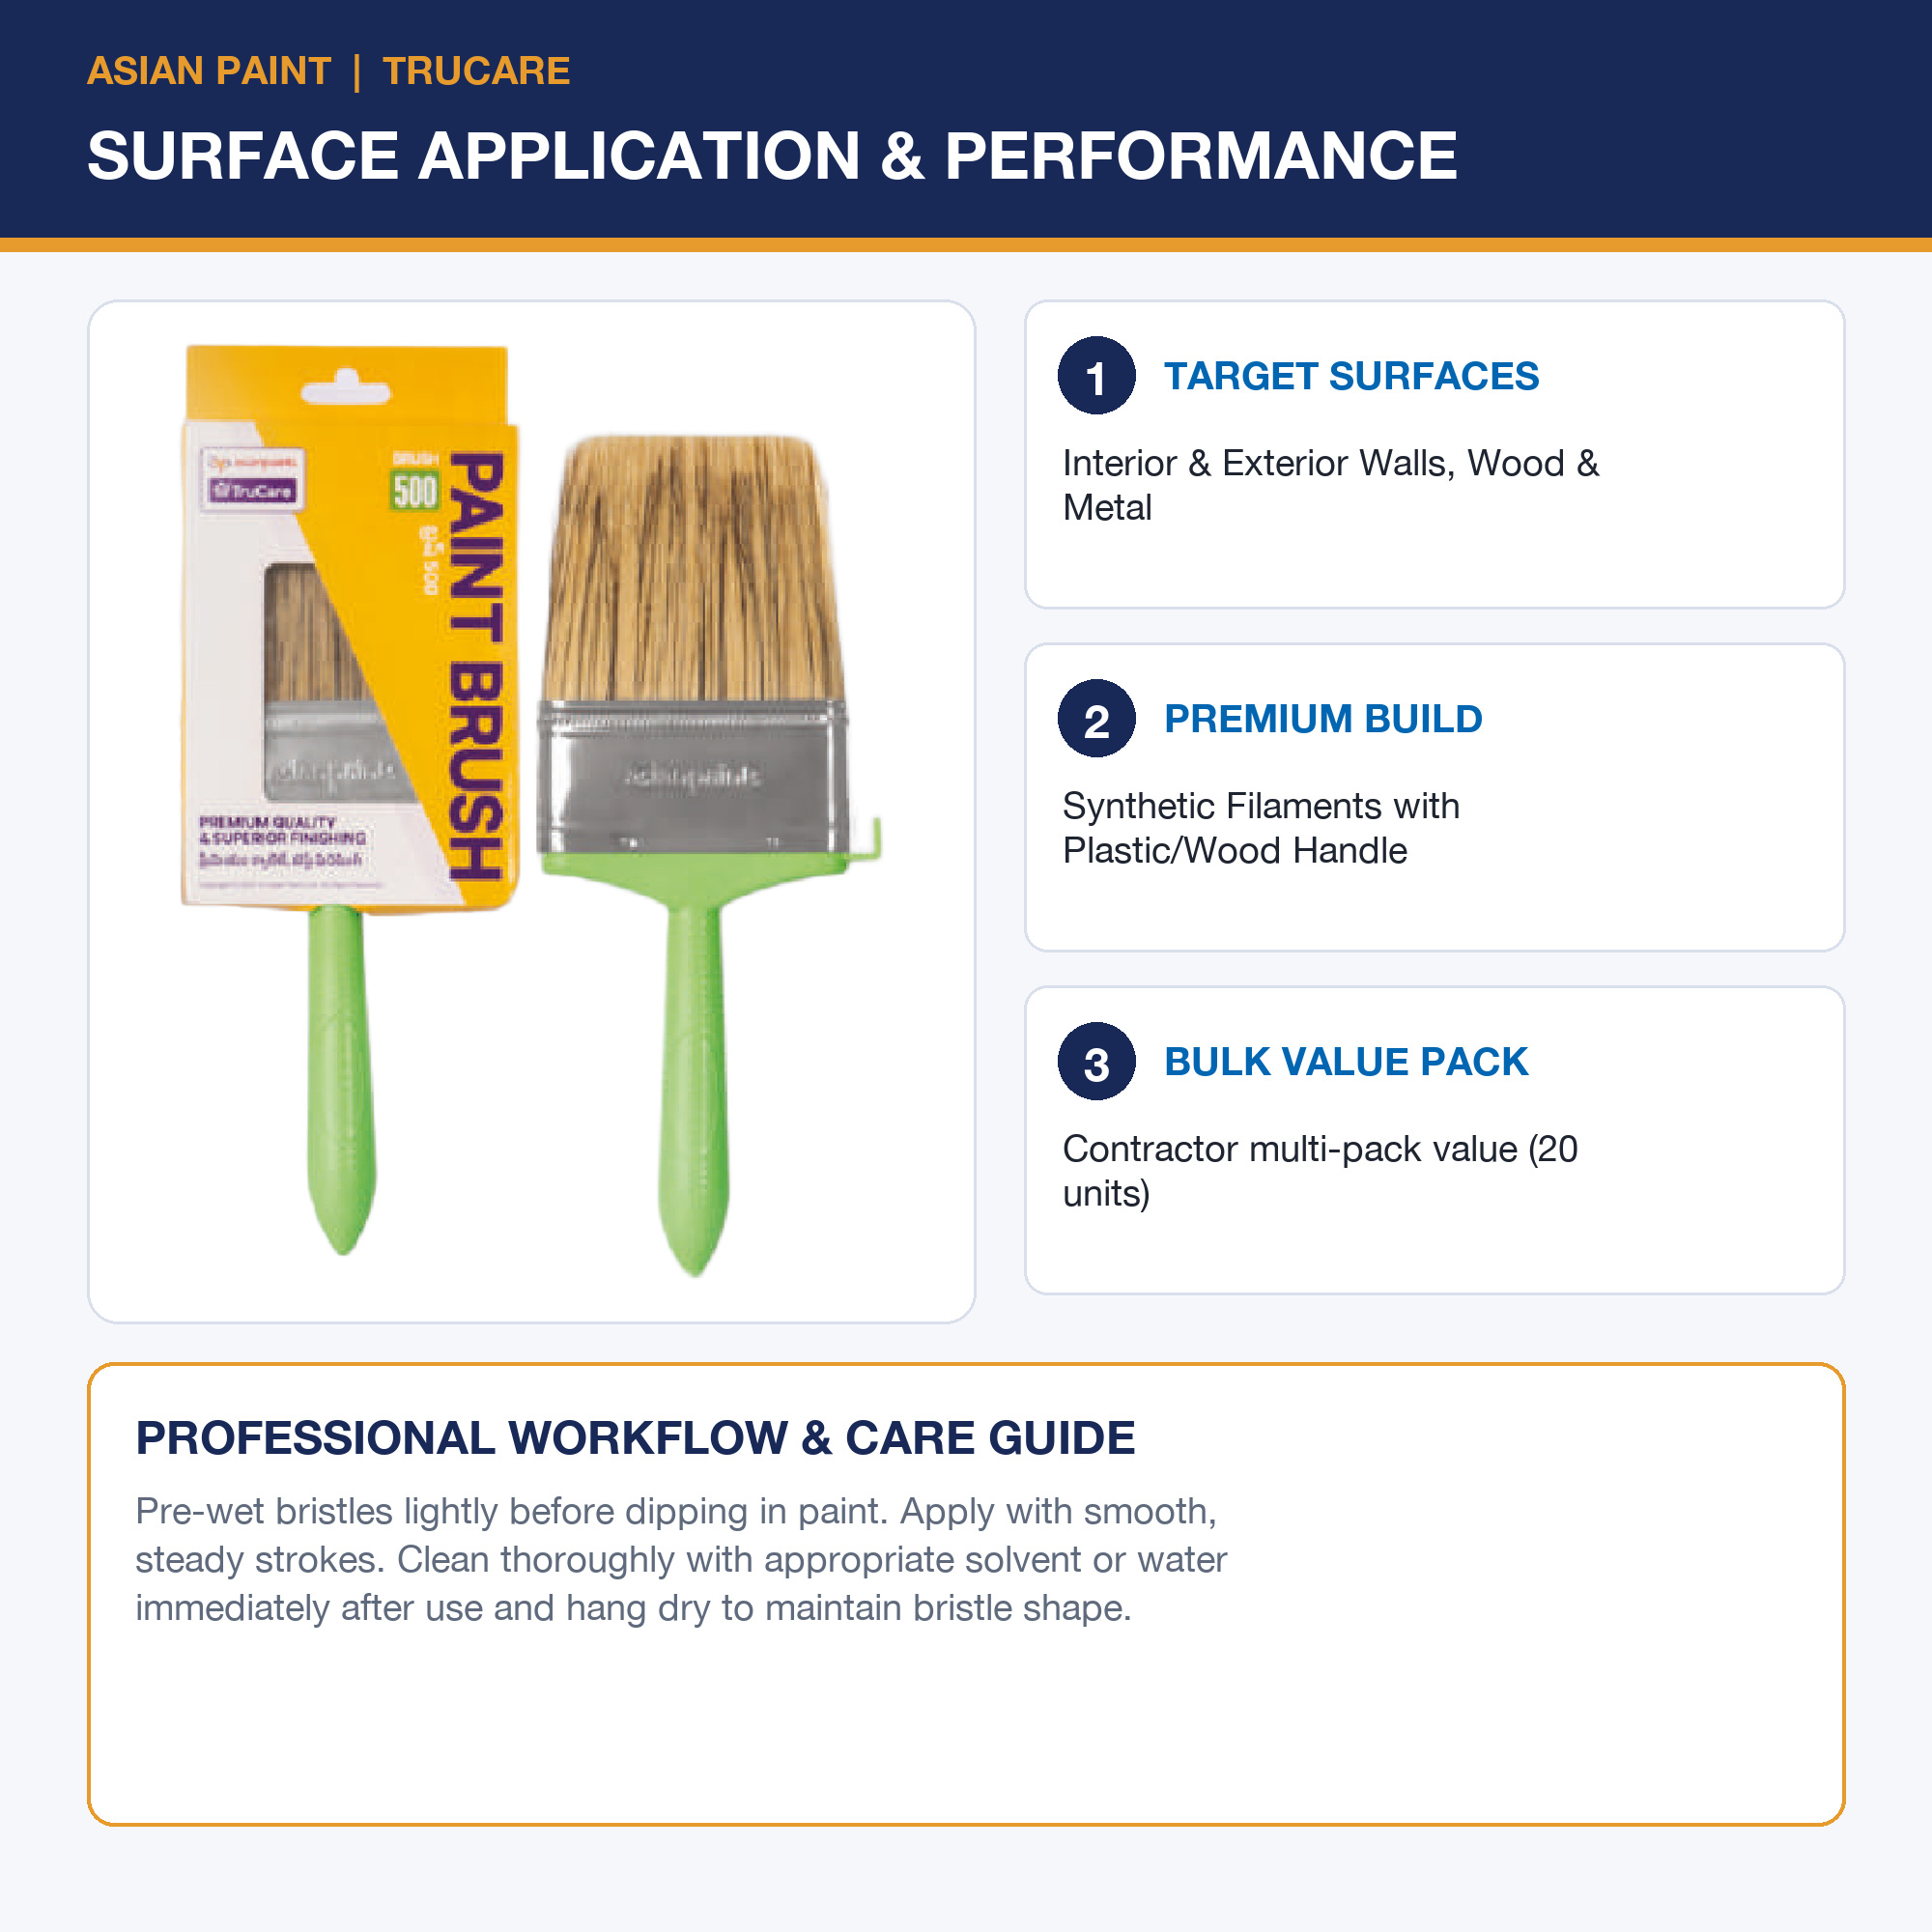 ASIAN PAINT | TRUCARE
SURFACE APPLICATION & PERFORMANCE
TruCare
BRUSH
500
PAINT BRUSH
PREMIUM QUALITY
& SUPERIOR FINISHING
asianpaints
1 TARGET SURFACES
Interior & Exterior Walls, Wood &
Metal
2 PREMIUM BUILD
Synthetic Filaments with
Plastic/Wood Handle
3 BULK VALUE PACK
Contractor multi-pack value (20
units)
PROFESSIONAL WORKFLOW & CARE GUIDE
Pre-wet bristles lightly before dipping in paint. Apply with smooth,
steady strokes. Clean thoroughly with appropriate solvent or water
immediately after use and hang dry to maintain bristle shape.